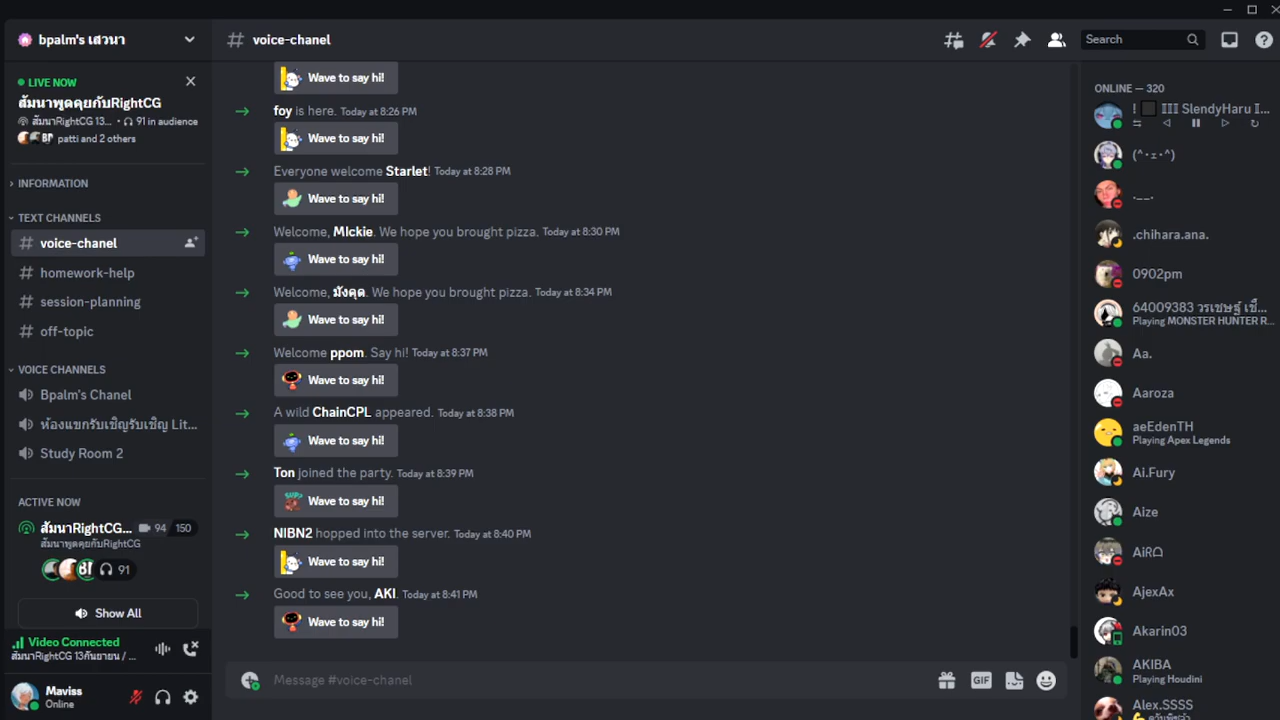 bpalm's เสวนา
LIVE NOW
สัมนาพูดคุยกับRightCG
สัมนาRightCG 13... • 91 in audience
patti and 2 others
INFORMATION
TEXT CHANNELS
voice-chanel
homework-help
session-planning
off-topic
VOICE CHANNELS
Bpalm's Chanel
ห้องแขกรับเชิญรับเชิญ Lit...
Study Room 2
ACTIVE NOW
สัมนาRightCG... 94 150
สัมนาพูดคุยกับRightCG
91
Show All
Video Connected
สัมนาRightCG 13กันยายน / ...
Maviss
Online
# voice-chanel
Search
Wave to say hi!
foy is here. Today at 8:26 PM
Wave to say hi!
Everyone welcome Starlet! Today at 8:28 PM
Wave to say hi!
Welcome, MIckie. We hope you brought pizza. Today at 8:30 PM
Wave to say hi!
Welcome, มังคุด. We hope you brought pizza. Today at 8:34 PM
Wave to say hi!
Welcome ppom. Say hi! Today at 8:37 PM
Wave to say hi!
A wild ChainCPL appeared. Today at 8:38 PM
Wave to say hi!
Ton joined the party. Today at 8:39 PM
Wave to say hi!
NIBN2 hopped into the server. Today at 8:40 PM
Wave to say hi!
Good to see you, AKI. Today at 8:41 PM
Wave to say hi!
Message #voice-chanel
GIF
ONLINE — 320
SlendyHaru
(^･ｪ･^)
.__.
.chihara.ana.
0902pm
64009383 วรเชษฐ์ เชื้...
Playing MONSTER HUNTER R...
Aa.
Aaroza
aeEdenTH
Playing Apex Legends
Ai.Fury
Aize
AjexAx
Akarin03
AKIBA
Playing Houdini
Alex.SSSS